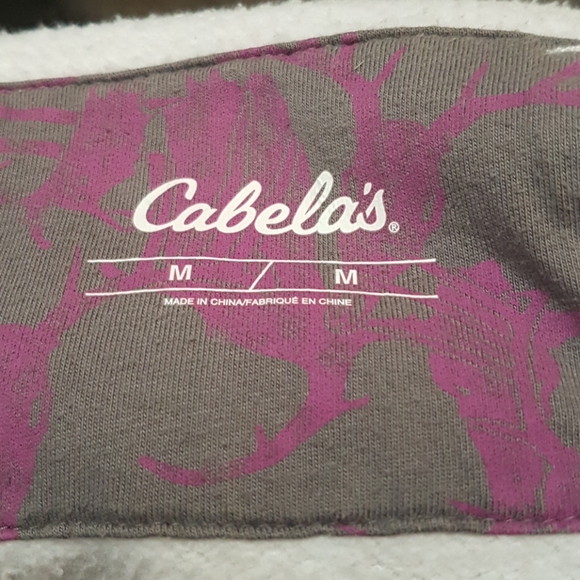 Cabela's®
M / M
MADE IN CHINA/FABRIQUÉ EN CHINE